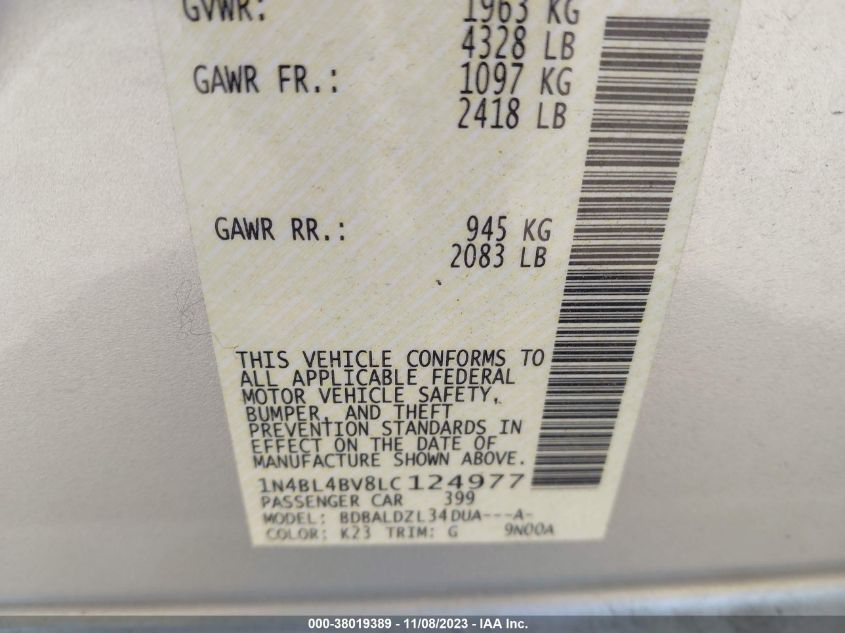 GVWR: 1963 KG
4328 LB
GAWR FR.: 1097 KG
2418 LB
GAWR RR.: 945 KG
2083 LB
THIS VEHICLE CONFORMS TO
ALL APPLICABLE FEDERAL
MOTOR VEHICLE SAFETY,
BUMPER, AND THEFT
PREVENTION STANDARDS IN
EFFECT ON THE DATE OF
MANUFACTURE SHOWN ABOVE.
1N4BL4BV8LC124977
PASSENGER CAR 399
MODEL: BDBALDZL34DUA---A-
COLOR: K23 TRIM: G 9N00A
000-38019389 - 11/08/2023 - IAA Inc.